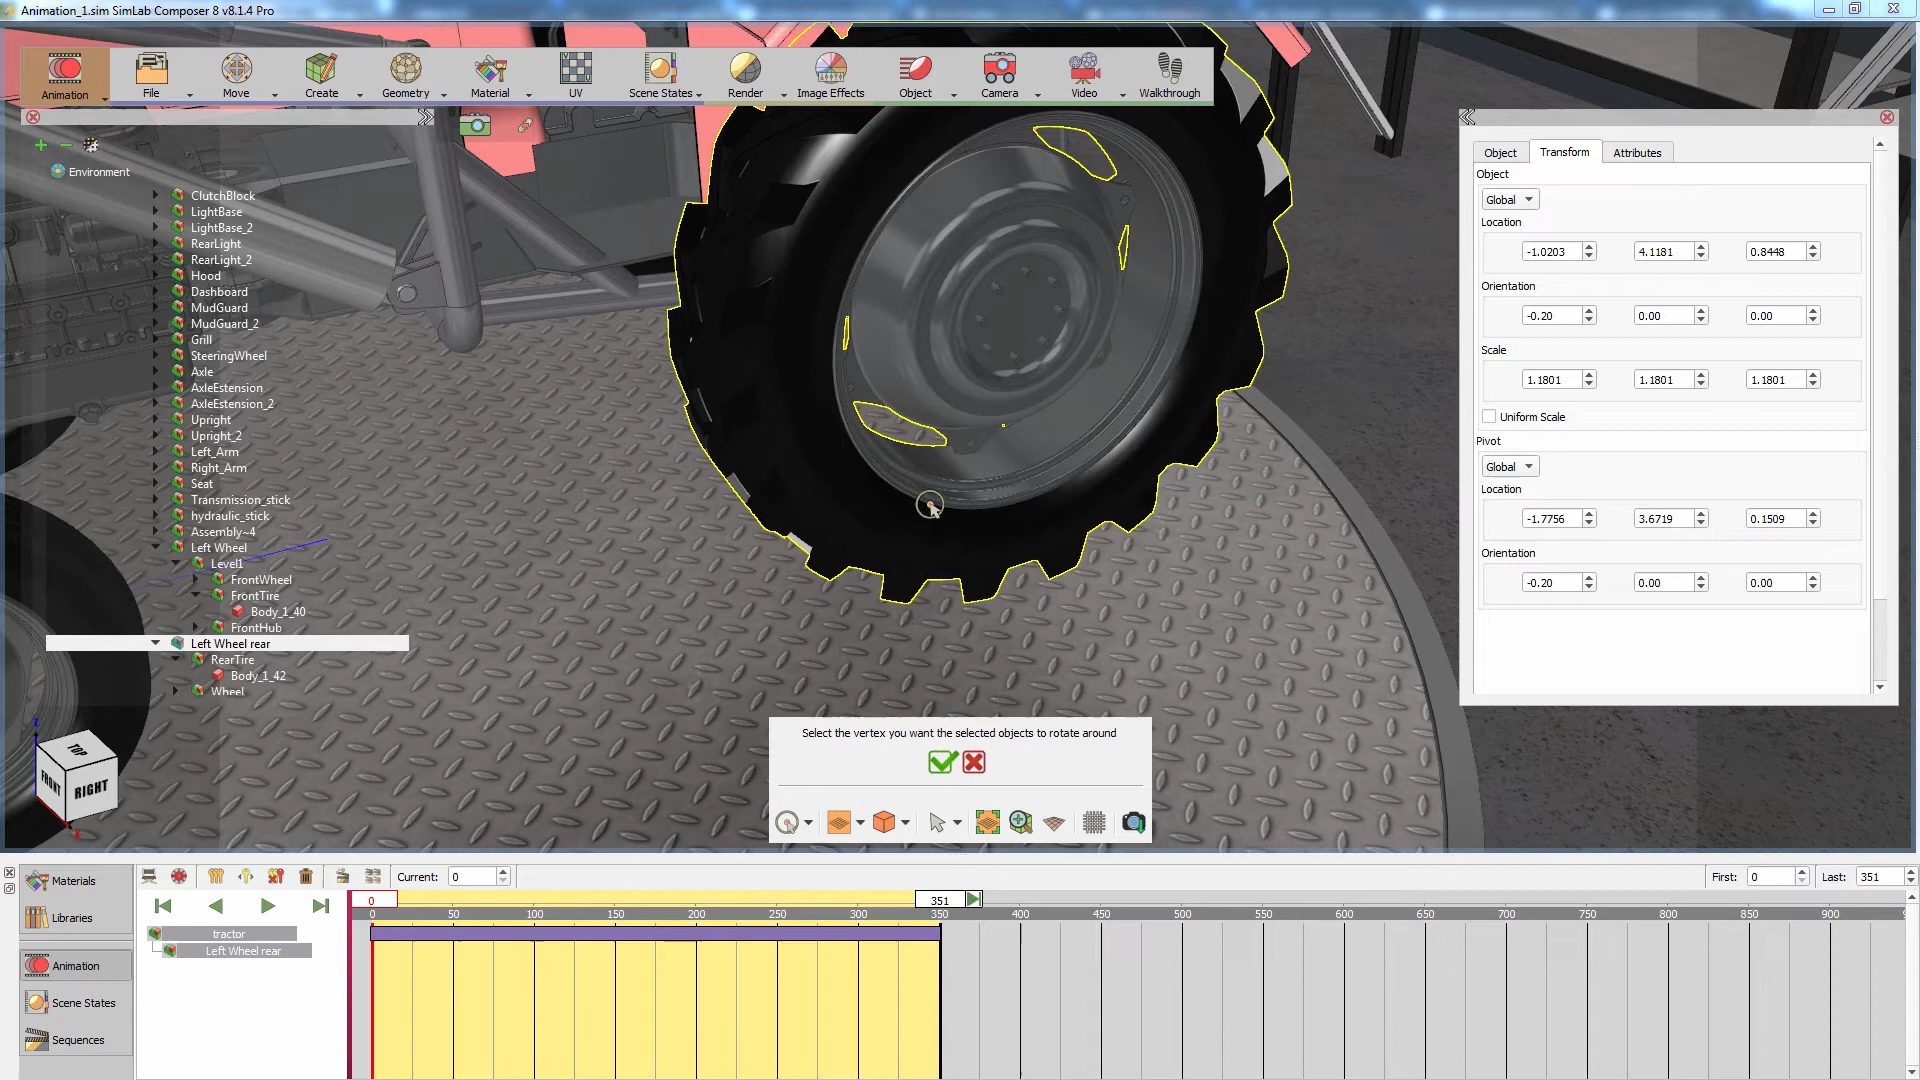 Animation_1.sim SimLab Composer 8 v8.1.4 Pro
Animation
File
Move
Create
Geometry
Material
UV
Scene States
Render
Image Effects
Object
Camera
Video
Walkthrough
Environment
ClutchBlock
LightBase
LightBase_2
RearLight
RearLight_2
Hood
Dashboard
MudGuard
MudGuard_2
Grill
SteeringWheel
Axle
AxleExtension
AxleExtension_2
Upright
Upright_2
Left_Arm
Right_Arm
Seat
Transmission_stick
hydraulic_stick
Assembly~4
Left Wheel
Level1
FrontWheel
FrontTire
Body_1_40
FrontHub
Left Wheel rear
RearTire
Body_1_42
Wheel
Object Transform Attributes
Object
Global
Location
-1.0203 4.1181 0.8448
Orientation
-0.20 0.00 0.00
Scale
1.1801 1.1801 1.1801
Uniform Scale
Pivot
Global
Location
-1.7756 3.6719 0.1509
Orientation
-0.20 0.00 0.00
TOP
FRONT
RIGHT
Z
X
Select the vertex you want the selected objects to rotate around
Materials
Libraries
Animation
Scene States
Sequences
Current: 0
First: 0 Last: 351
0 351
0 50 100 150 200 250 300 350 400 450 500 550 600 650 700 750 800 850 900
tractor
Left Wheel rear